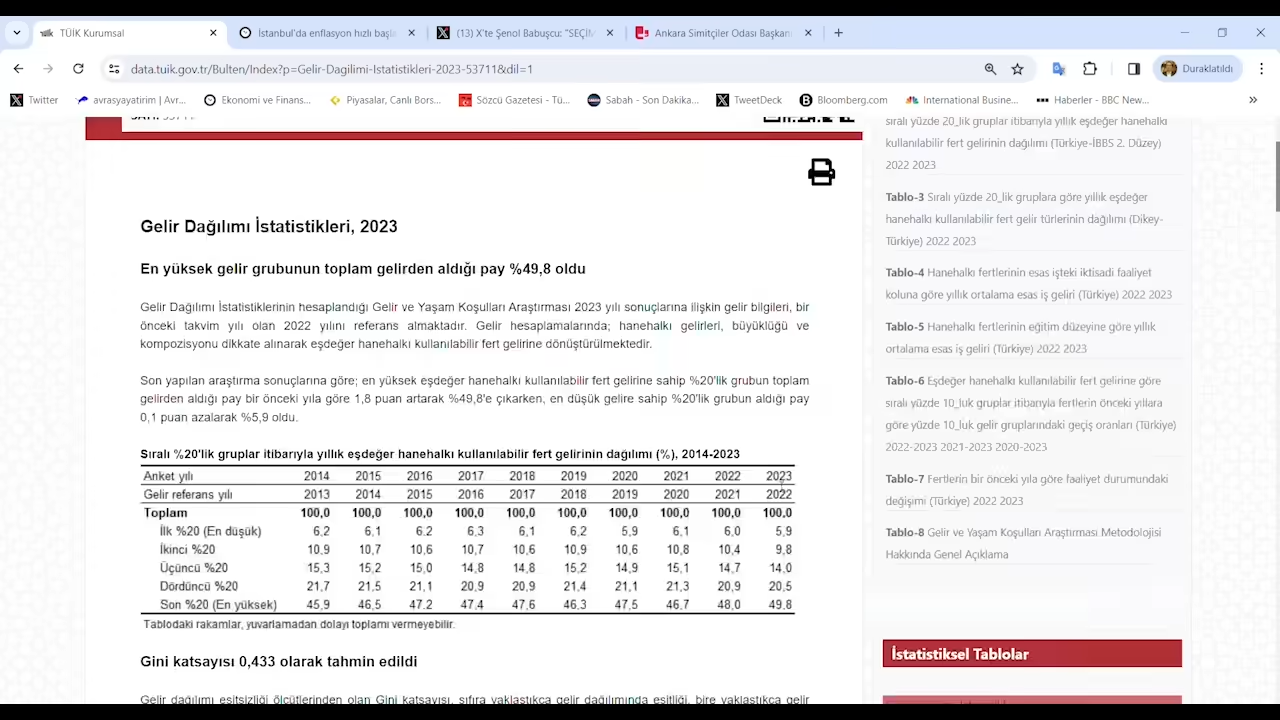 TÜİK Kurumsal
İstanbul'da enflasyon hızlı başla
(13) X'te Şenol Babuşcu: "SEÇİM
Ankara Simitçiler Odası Başkanı
data.tuik.gov.tr/Bulten/Index?p=Gelir-Dagilimi-Istatistikleri-2023-53711&dil=1
Duraklatıldı
Twitter
avrasyayatirim | Avr...
Ekonomi ve Finans...
Piyasalar, Canlı Bors...
Sözcü Gazetesi - Tü...
Sabah - Son Dakika...
TweetDeck
Bloomberg.com
International Busine...
Haberler - BBC New...
Gelir Dağılımı İstatistikleri, 2023
En yüksek gelir grubunun toplam gelirden aldığı pay %49,8 oldu
Gelir Dağılımı İstatistiklerinin hesaplandığı Gelir ve Yaşam Koşulları Araştırması 2023 yılı sonuçlarına ilişkin gelir bilgileri, bir
önceki takvim yılı olan 2022 yılını referans almaktadır. Gelir hesaplamalarında; hanehalkı gelirleri, büyüklüğü ve
kompozisyonu dikkate alınarak eşdeğer hanehalkı kullanılabilir fert gelirine dönüştürülmektedir.
Son yapılan araştırma sonuçlarına göre; en yüksek eşdeğer hanehalkı kullanılabilir fert gelirine sahip %20'lik grubun toplam
gelirden aldığı pay bir önceki yıla göre 1,8 puan artarak %49,8'e çıkarken, en düşük gelire sahip %20'lik grubun aldığı pay
0,1 puan azalarak %5,9 oldu.
Sıralı %20'lik gruplar itibarıyla yıllık eşdeğer hanehalkı kullanılabilir fert gelirinin dağılımı (%), 2014-2023
Anket yılı 2014 2015 2016 2017 2018 2019 2020 2021 2022 2023
Gelir referans yılı 2013 2014 2015 2016 2017 2018 2019 2020 2021 2022
Toplam 100,0 100,0 100,0 100,0 100,0 100,0 100,0 100,0 100,0 100,0
İlk %20 (En düşük) 6,2 6,1 6,2 6,3 6,1 6,2 5,9 6,1 6,0 5,9
İkinci %20 10,9 10,7 10,6 10,7 10,6 10,9 10,6 10,8 10,4 9,8
Üçüncü %20 15,3 15,2 15,0 14,8 14,8 15,2 14,9 15,1 14,7 14,0
Dördüncü %20 21,7 21,5 21,1 20,9 20,9 21,4 21,1 21,3 20,9 20,5
Son %20 (En yüksek) 45,9 46,5 47,2 47,4 47,6 46,3 47,5 46,7 48,0 49,8
Tablodaki rakamlar, yuvarlamadan dolayı toplamı vermeyebilir.
Gini katsayısı 0,433 olarak tahmin edildi
Gelir dağılımı eşitsizliği ölçütlerinden olan Gini katsayısı, sıfıra yaklaştıkça gelir dağılımında eşitliği, bire yaklaştıkça gelir
sıralı yüzde 20_lik gruplar itibarıyla yıllık eşdeğer hanehalkı
kullanılabilir fert gelirinin dağılımı (Türkiye-İBBS 2. Düzey)
2022 2023
Tablo-3 Sıralı yüzde 20_lik gruplara göre yıllık eşdeğer
hanehalkı kullanılabilir fert gelir türlerinin dağılımı (Dikey-
Türkiye) 2022 2023
Tablo-4 Hanehalkı fertlerinin esas işteki iktisadi faaliyet
koluna göre yıllık ortalama esas iş geliri (Türkiye) 2022 2023
Tablo-5 Hanehalkı fertlerinin eğitim düzeyine göre yıllık
ortalama esas iş geliri (Türkiye) 2022 2023
Tablo-6 Eşdeğer hanehalkı kullanılabilir fert gelirine göre
sıralı yüzde 10_luk gruplar itibarıyla fertlerin önceki yıllara
göre yüzde 10_luk gelir gruplarındaki geçiş oranları (Türkiye)
2022-2023 2021-2023 2020-2023
Tablo-7 Fertlerin bir önceki yıla göre faaliyet durumundaki
değişimi (Türkiye) 2022 2023
Tablo-8 Gelir ve Yaşam Koşulları Araştırması Metodolojisi
Hakkında Genel Açıklama
İstatistiksel Tablolar